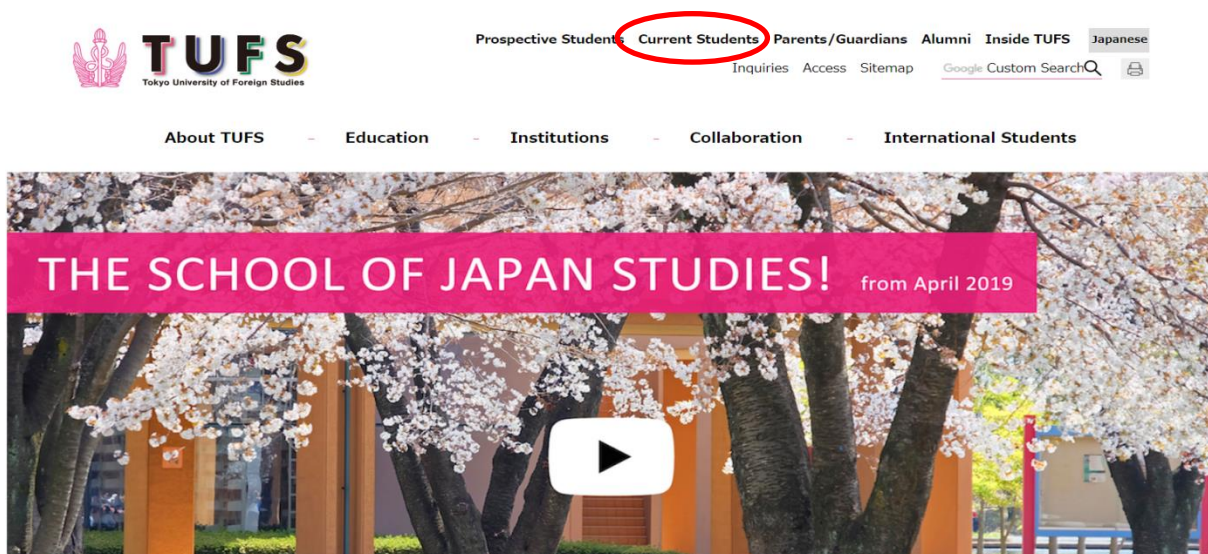 TUFS
Tokyo University of Foreign Studies
Prospective Students Current Students Parents/Guardians Alumni Inside TUFS Japanese
Inquiries Access Sitemap Google Custom Search
About TUFS - Education - Institutions - Collaboration - International Students
THE SCHOOL OF JAPAN STUDIES! from April 2019